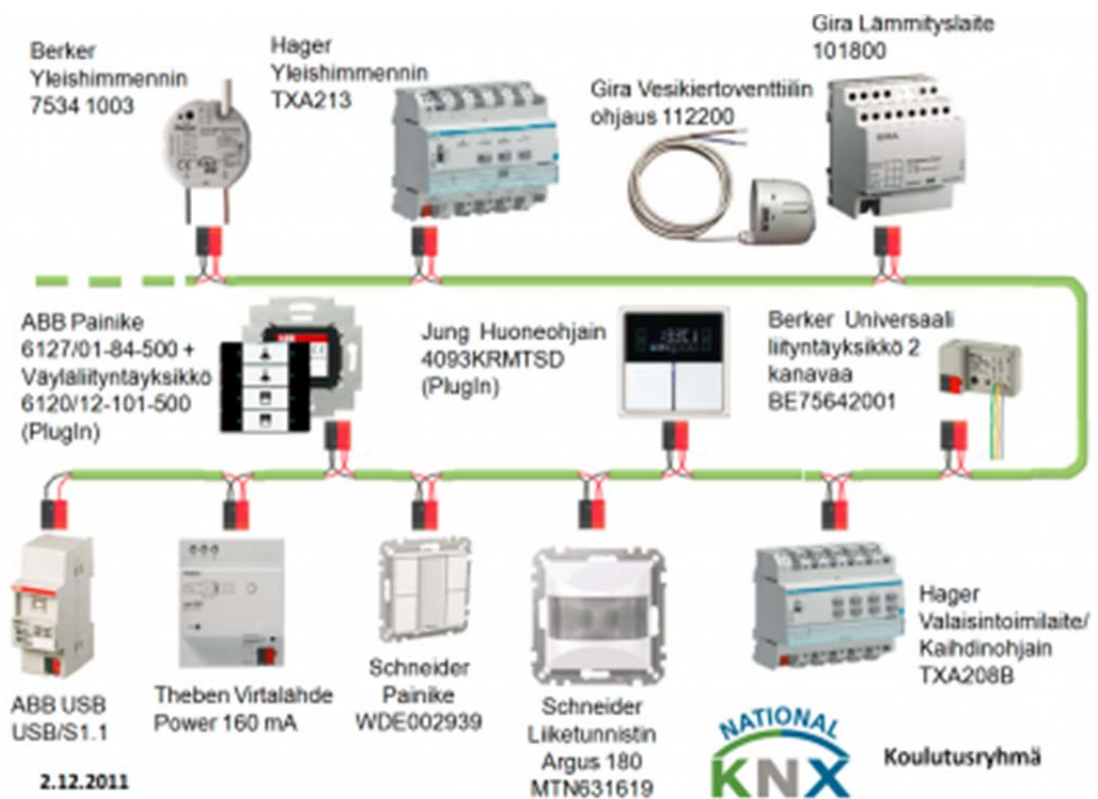 Berker
Yleishimmennin
7534 1003
Hager
Yleishimmennin
TXA213
Gira Vesikiertoventtiilin
ohjaus 112200
Gira Lämmityslaite
101800
ABB Painike
6127/01-84-500 +
Väyläliityntäyksikkö
6120/12-101-500
(PlugIn)
Jung Huoneohjain
4093KRMTSD
(PlugIn)
Berker Universaali
liityntäyksikkö 2
kanavaa
BE75642001
ABB USB
USB/S1.1
Theben Virtalähde
Power 160 mA
Schneider
Painike
WDE002939
Schneider
Liiketunnistin
Argus 180
MTN631619
Hager
Valaisintoimilaite/
Kaihdinohjain
TXA208B
2.12.2011
NATIONAL
KNX
Koulutusryhmä
GIRA
ABB